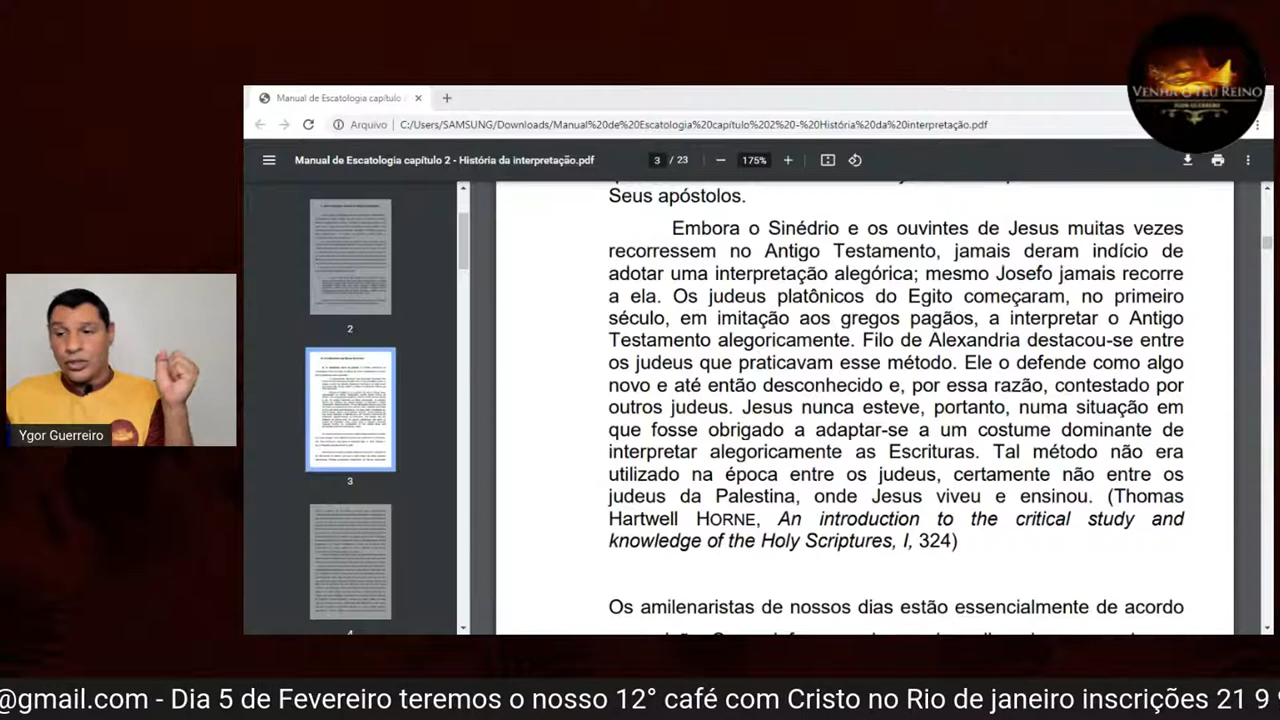 VENHA O TEU REINO
Manual de Escatologia capítulo
Arquivo
C:/Users/SAMSUNG/Downloads/Manual%20de%20Escatologia%20capítulo%202%20-%20História%20da%20interpretação.pdf
Manual de Escatologia capítulo 2 - História da interpretação.pdf
3 / 23
175%
2
3
4
Seus apóstolos.
Embora o Sinédrio e os ouvintes de Jesus muitas vezes
recorressem no Antigo Testamento, jamais deram indício de
adotar uma interpritação alegórica; mesmo Josefo jamais recorre
a ela. Os judeus platônicos do Egito começaram, no primeiro
século, em imitação aos gregos pagãos, a interpretar o Antigo
Testamento alegoricamente. Filo de Alexandria destacou-se entre
os judeus que praticavam esse método. Ele o defende como algo
novo e até então desconhecido e, por essa razão, contestado por
outros judeus. Jesus nunca esteve, portanto, numa situação em
que fosse obrigado a adaptar-se a um costume dominante de
interpretar alegoricamente as Escrituras. Tal método não era
utilizado na época entre os judeus, certamente não entre os
judeus da Palestina, onde Jesus viveu e ensinou. (Thomas
Hartwell HORNE, An introduction to the critical study and
knowledge of the Holy Scriptures, I, 324)
Os amilenaristas de nossos dias estão essencialmente de acordo
Ygor Guerreiro
@gmail.com - Dia 5 de Fevereiro teremos o nosso 12° café com Cristo no Rio de janeiro inscrições 21 9